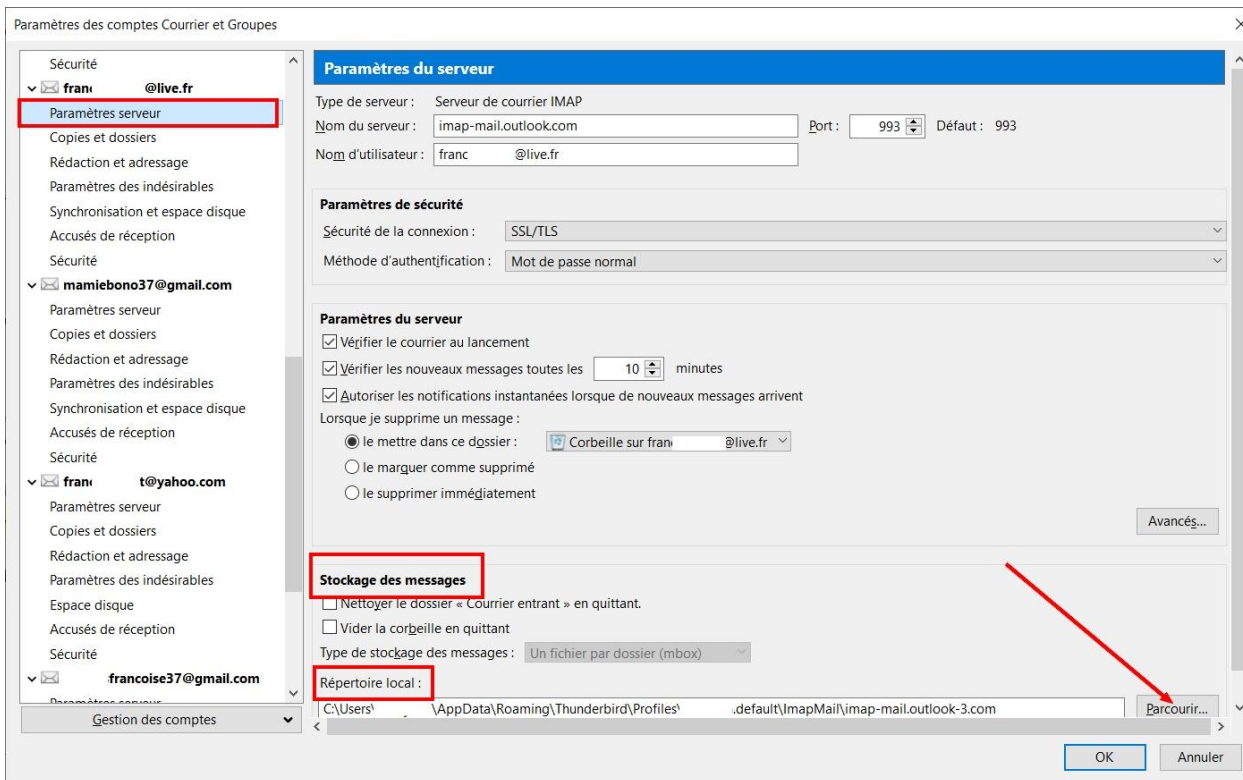 Paramètres des comptes Courrier et Groupes
Sécurité
franc @live.fr
Paramètres serveur
Copies et dossiers
Rédaction et adressage
Paramètres des indésirables
Synchronisation et espace disque
Accusés de réception
Sécurité
mamiebono37@gmail.com
Paramètres serveur
Copies et dossiers
Rédaction et adressage
Paramètres des indésirables
Synchronisation et espace disque
Accusés de réception
Sécurité
fran t@yahoo.com
Paramètres serveur
Copies et dossiers
Rédaction et adressage
Paramètres des indésirables
Espace disque
Accusés de réception
Sécurité
francoise37@gmail.com
Paramètres serveur
Gestion des comptes
Paramètres du serveur
Type de serveur : Serveur de courrier IMAP
Nom du serveur : imap-mail.outlook.com Port : 993 Défaut : 993
Nom d'utilisateur : franc @live.fr
Paramètres de sécurité
Sécurité de la connexion : SSL/TLS
Méthode d'authentification : Mot de passe normal
Paramètres du serveur
Vérifier le courrier au lancement
Vérifier les nouveaux messages toutes les 10 minutes
Autoriser les notifications instantanées lorsque de nouveaux messages arrivent
Lorsque je supprime un message :
le mettre dans ce dossier : Corbeille sur fran @live.fr
le marquer comme supprimé
le supprimer immédiatement
Avancés...
Stockage des messages
Nettoyer le dossier « Courrier entrant » en quittant.
Vider la corbeille en quittant
Type de stockage des messages : Un fichier par dossier (mbox)
Répertoire local :
C:\Users\ \AppData\Roaming\Thunderbird\Profiles\ .default\ImapMail\imap-mail.outlook-3.com Parcourir...
OK Annuler